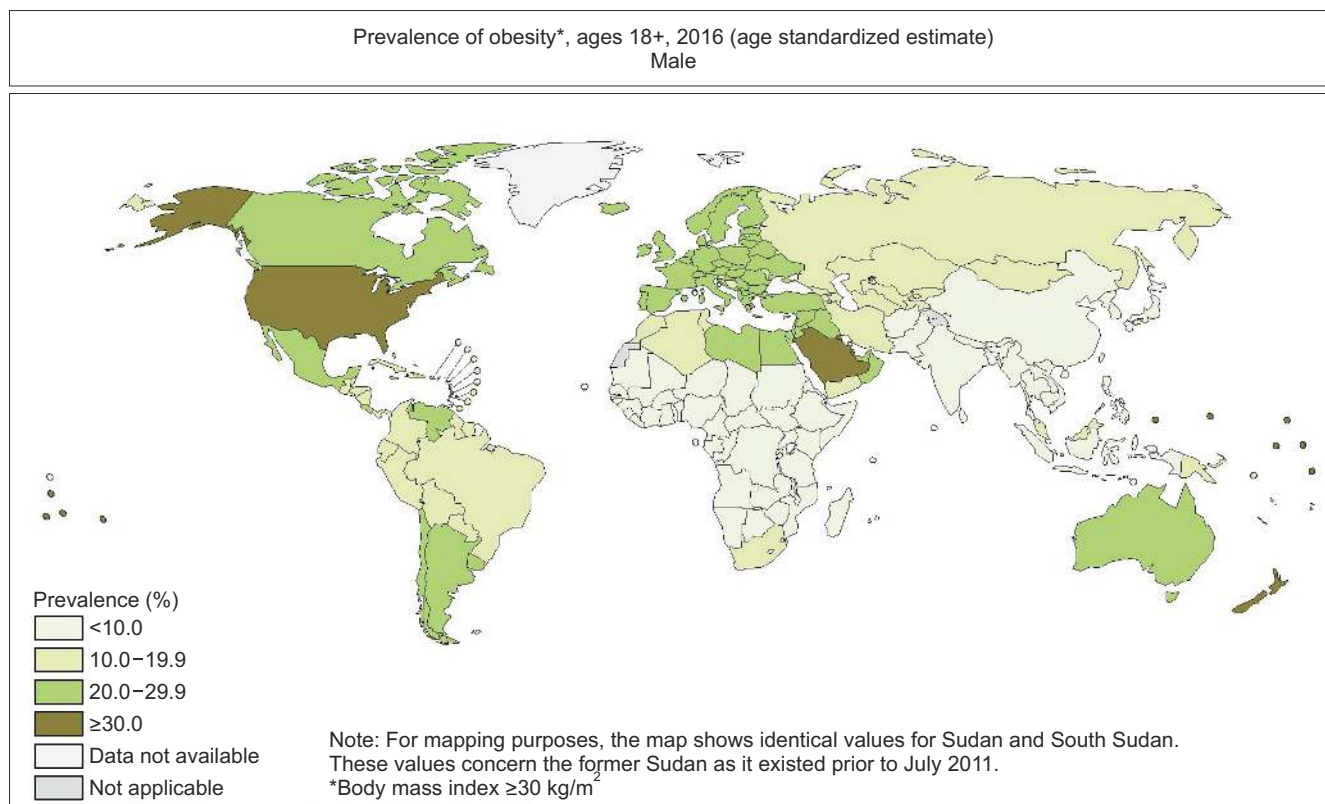 Prevalence of obesity*, ages 18+, 2016 (age standardized estimate)
Male
Prevalence (%)
<10.0
10.0−19.9
20.0−29.9
≥30.0
Data not available
Not applicable
Note: For mapping purposes, the map shows identical values for Sudan and South Sudan.
These values concern the former Sudan as it existed prior to July 2011.
*Body mass index ≥30 kg/m²